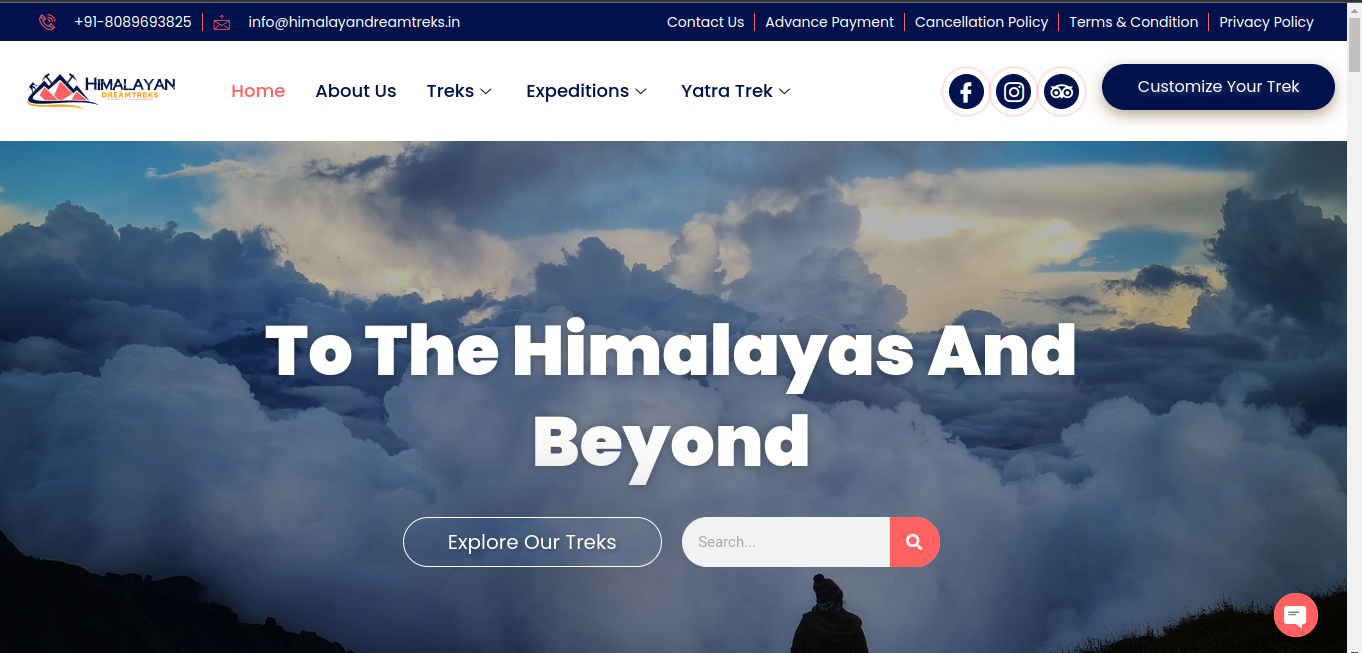 +91-8089693825 info@himalayandreamtreks.in Contact Us Advance Payment Cancellation Policy Terms & Condition Privacy Policy
HIMALAYAN
DREAMTREKS
Home About Us Treks Expeditions Yatra Trek Customize Your Trek
To The Himalayas And
Beyond
Explore Our Treks Search...